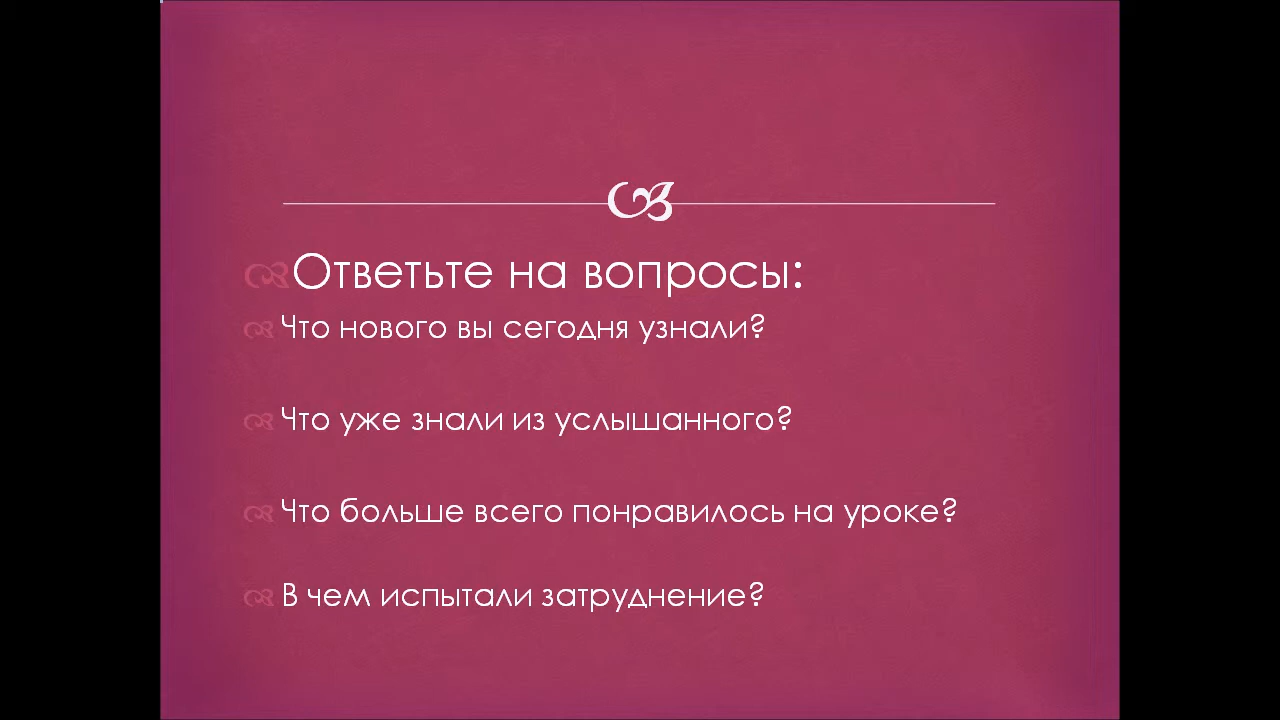 Ответьте на вопросы:
Что нового вы сегодня узнали?
Что уже знали из услышанного?
Что больше всего понравилось на уроке?
В чем испытали затруднение?